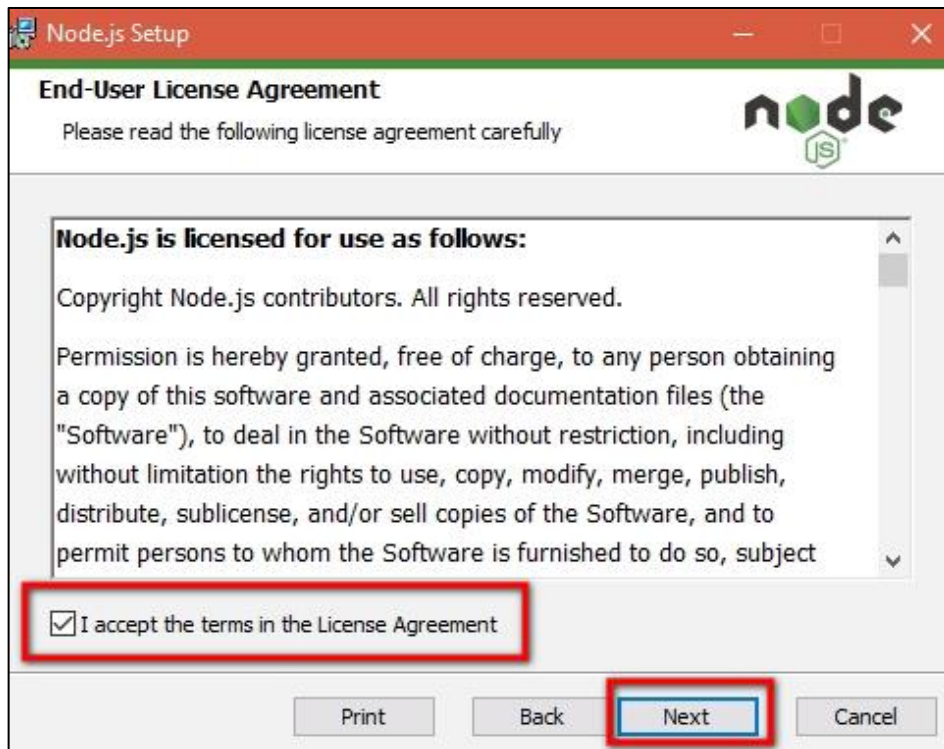 Node.js Setup
End-User License Agreement
Please read the following license agreement carefully
node
JS
Node.js is licensed for use as follows:
Copyright Node.js contributors. All rights reserved.
Permission is hereby granted, free of charge, to any person obtaining
a copy of this software and associated documentation files (the
"Software"), to deal in the Software without restriction, including
without limitation the rights to use, copy, modify, merge, publish,
distribute, sublicense, and/or sell copies of the Software, and to
permit persons to whom the Software is furnished to do so, subject
I accept the terms in the License Agreement
Print Back Next Cancel